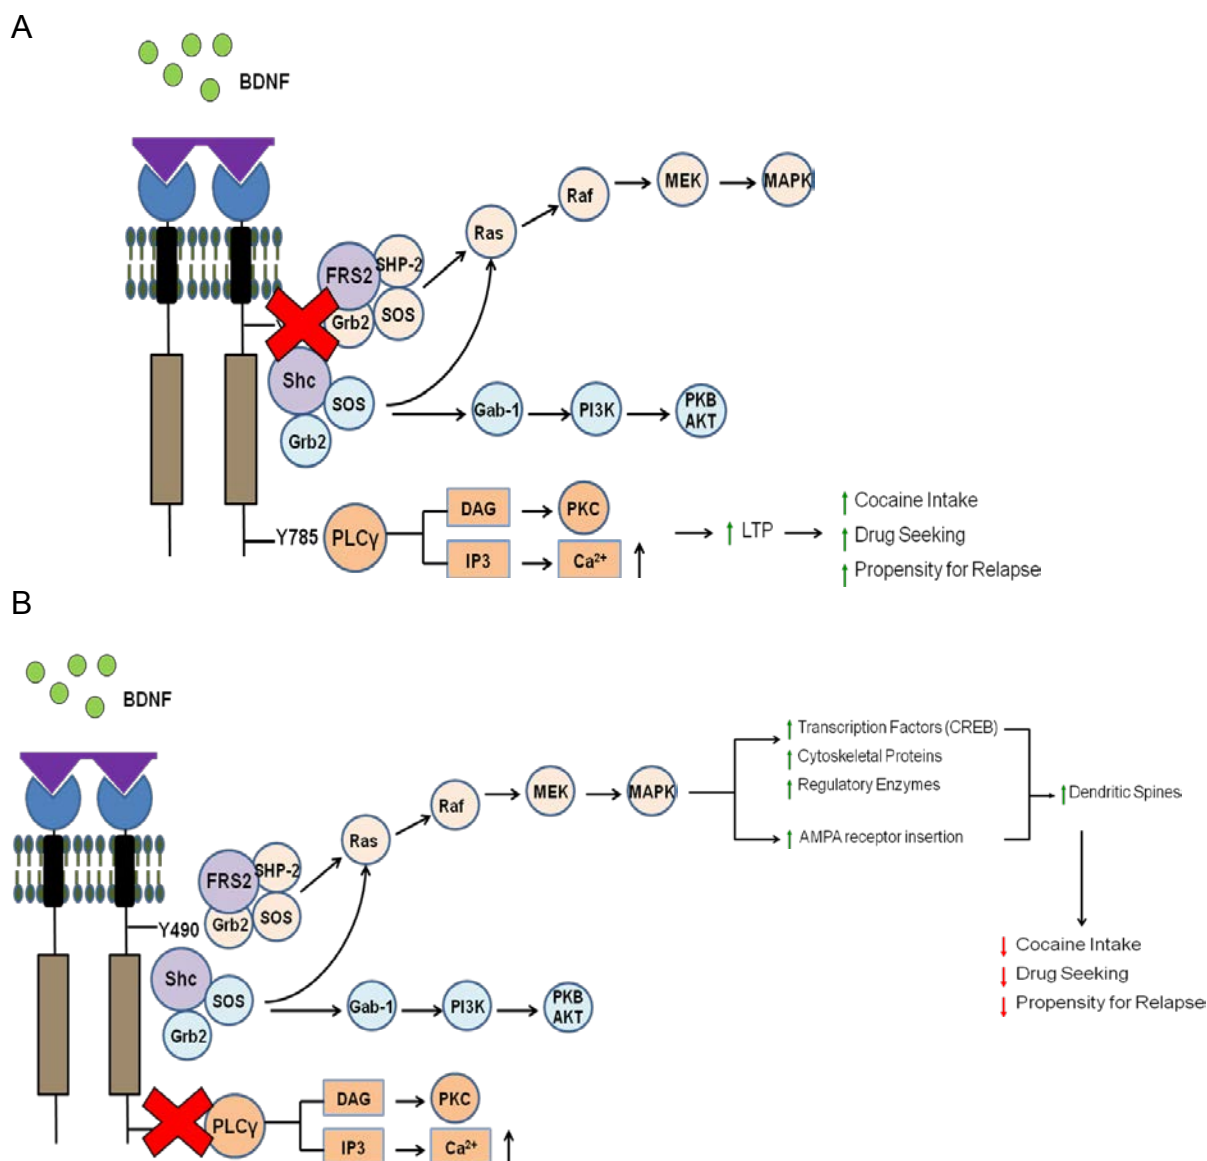 A
BDNF
MEK
MAPK
Raf
Ras
SHP-2
FRS2
SOS
Grb2
Shc
SOS
Grb2
Gab-1
PI3K
PKB
AKT
Y785
PLCγ
DAG
PKC
IP3
Ca²⁺
LTP
Cocaine Intake
Drug Seeking
Propensity for Relapse
B
BDNF
Transcription Factors (CREB)
Cytoskeletal Proteins
Regulatory Enzymes
AMPA receptor insertion
Dendritic Spines
MEK
MAPK
Raf
Ras
SHP-2
FRS2
SOS
Grb2
Y490
Shc
SOS
Grb2
Gab-1
PI3K
PKB
AKT
Cocaine Intake
Drug Seeking
Propensity for Relapse
PLCγ
DAG
PKC
IP3
Ca²⁺